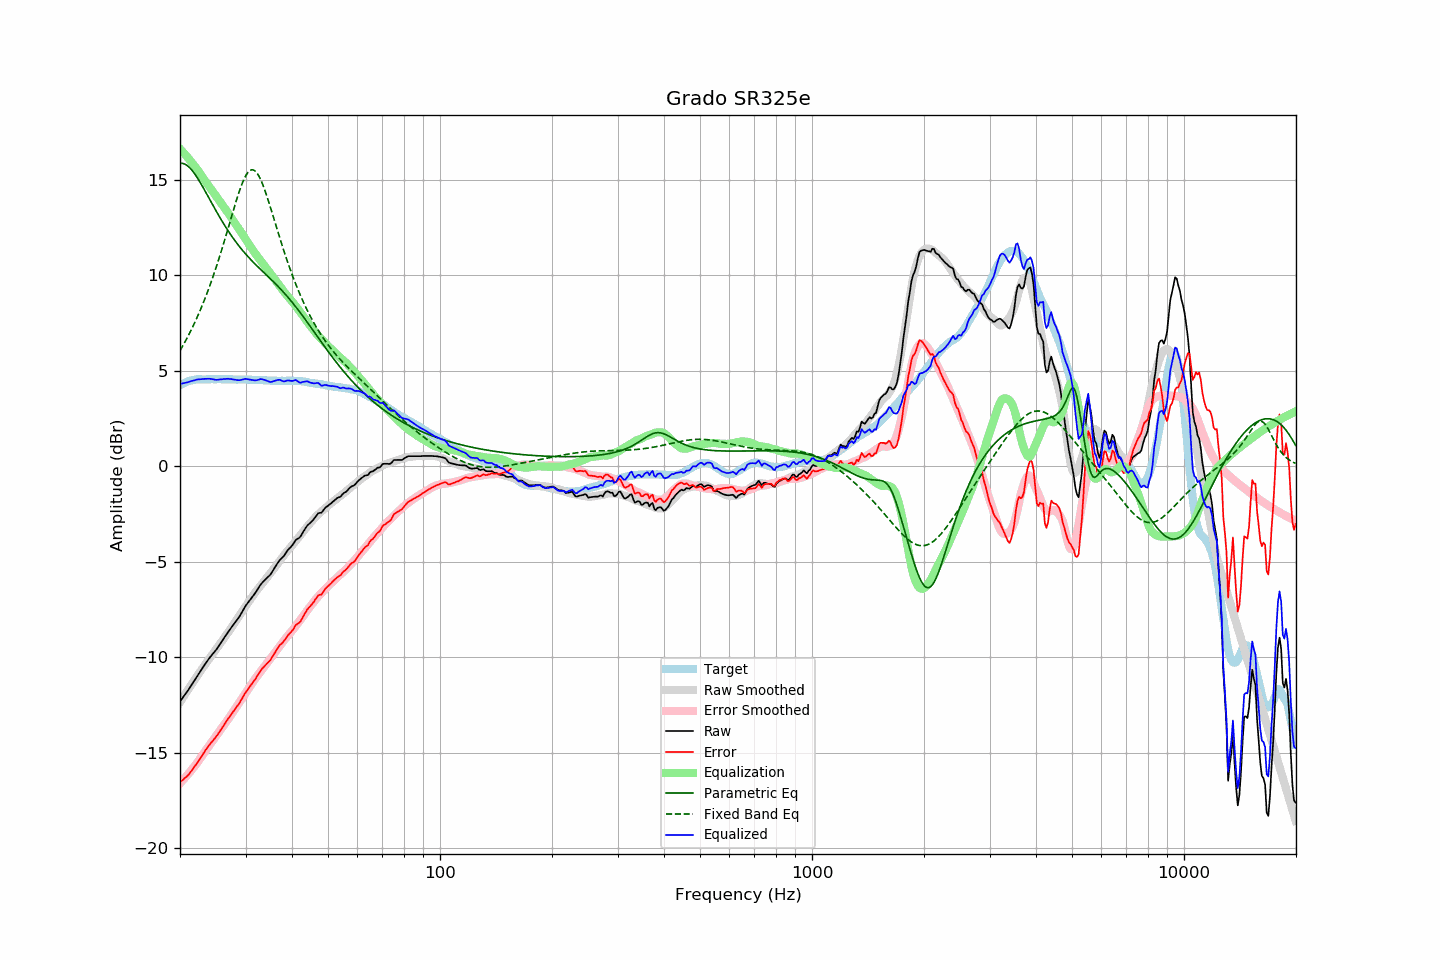 Grado SR325e
Amplitude (dBr)
15
10
5
0
−5
−10
−15
−20
Target
Raw Smoothed
Error Smoothed
Raw
Error
Equalization
Parametric Eq
Fixed Band Eq
Equalized
100 1000 10000
Frequency (Hz)